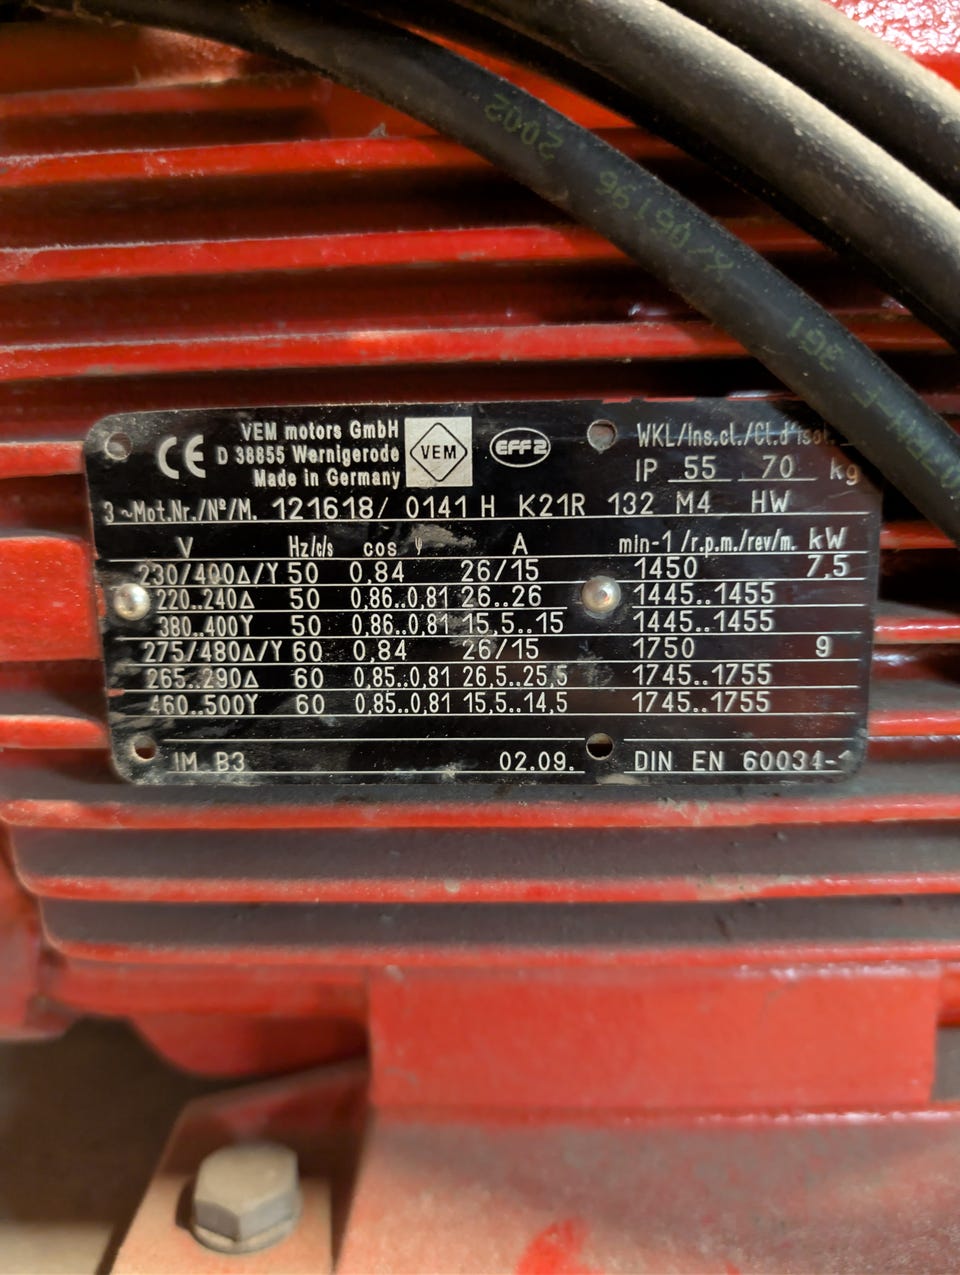 2002
X/06196
3G1
07RN-F
CE
VEM motors GmbH
D 38855 Wernigerode
Made in Germany
VEM
EFF2
WKL/Ins.cl./Cl.d'isol.
IP 55 70 kg
3 ~Mot.Nr./Nº/M. 121618/ 0141 H K21R 132 M4 HW
V Hz/c/s cos φ A min-1/r.p.m./rev/m. kW
230/400Δ/Y 50 0,84 26/15 1450 7,5
220..240Δ 50 0,86..0,81 26..26 1445..1455
380..400Y 50 0,86..0,81 15,5..15 1445..1455
275/480Δ/Y 60 0,84 26/15 1750 9
265..290Δ 60 0,85..0,81 26,5..25,5 1745..1755
460..500Y 60 0,85..0,81 15,5..14,5 1745..1755
IM B3 02.09. DIN EN 60034-1